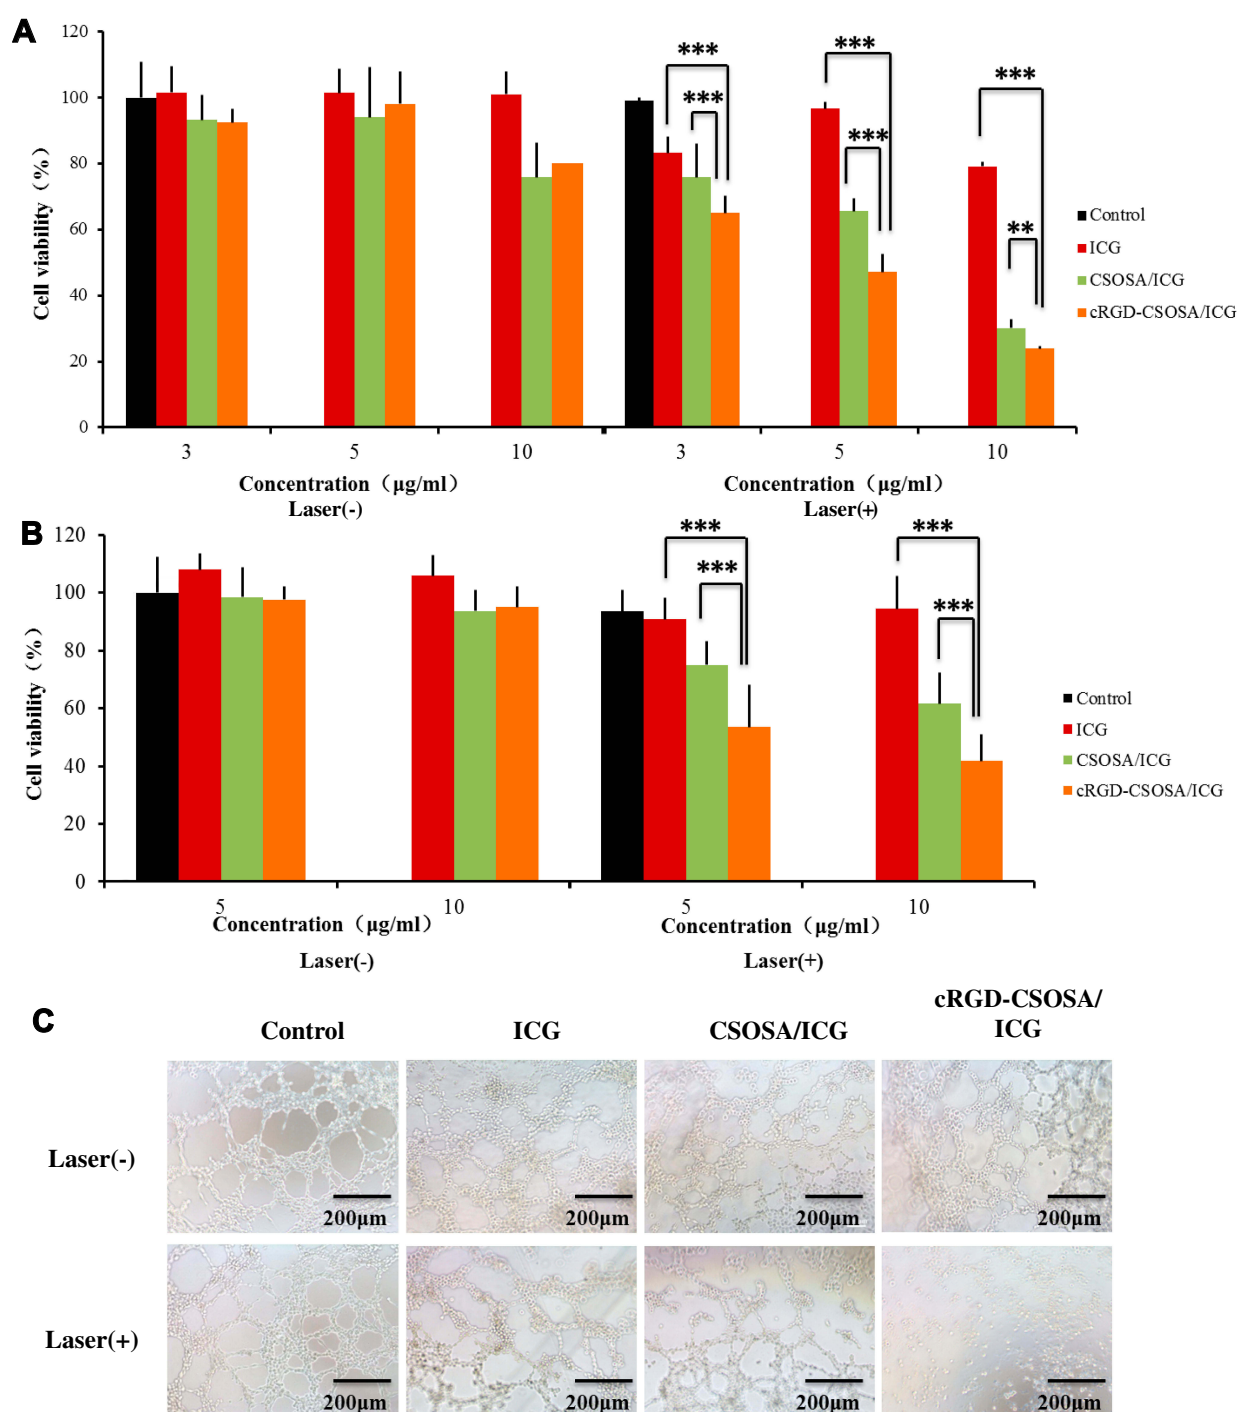 A
120
100
80
60
40
20
0
Cell viability（%）
***
***
***
***
***
**
3
5
10
3
5
10
Concentration（μg/ml）
Laser(-)
Concentration（μg/ml）
Laser(+)
Control
ICG
CSOSA/ICG
cRGD-CSOSA/ICG
B
120
100
80
60
40
20
0
Cell viability（%）
***
***
***
***
5
10
5
10
Concentration（μg/ml）
Laser(-)
Concentration（μg/ml）
Laser(+)
Control
ICG
CSOSA/ICG
cRGD-CSOSA/ICG
C
Control
ICG
CSOSA/ICG
cRGD-CSOSA/
ICG
Laser(-)
200μm
200μm
200μm
200μm
Laser(+)
200μm
200μm
200μm
200μm